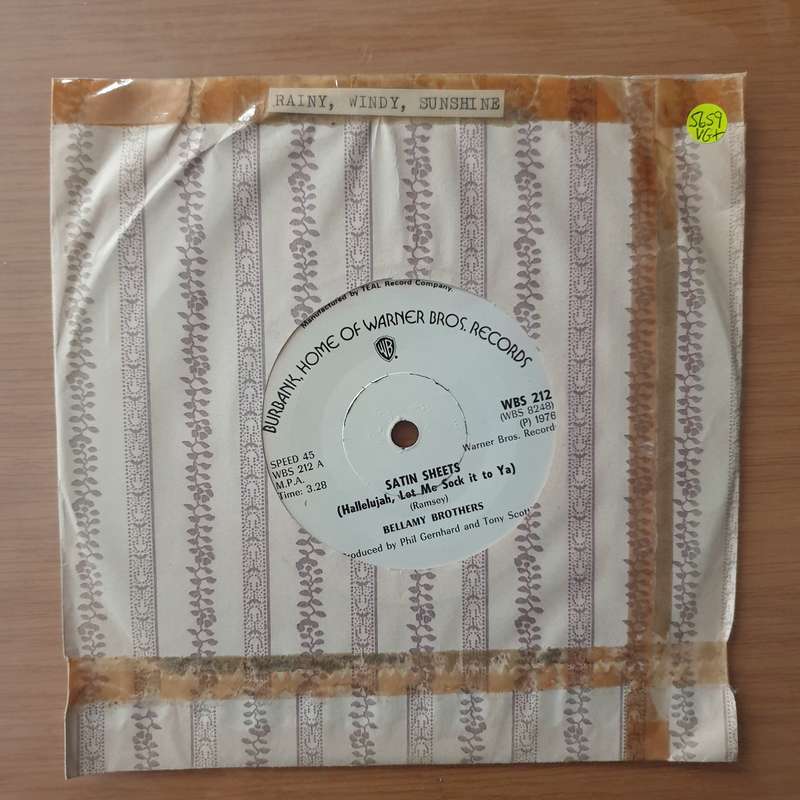 RAINY, WINDY, SUNSHINE
5659
VG+
Manufactured by TEAL Record Company.
BURBANK, HOME OF WARNER BROS. RECORDS
WB
WBS 212
(WBS 8248)
(P) 1976
Warner Bros. Record
SPEED 45
WBS 212 A
M.P.A.
Time: 3.28
SATIN SHEETS
(Hallelujah, Let Me Sock it to Ya)
(Ramsey)
BELLAMY BROTHERS
roduced by Phil Gernhard and Tony Scott